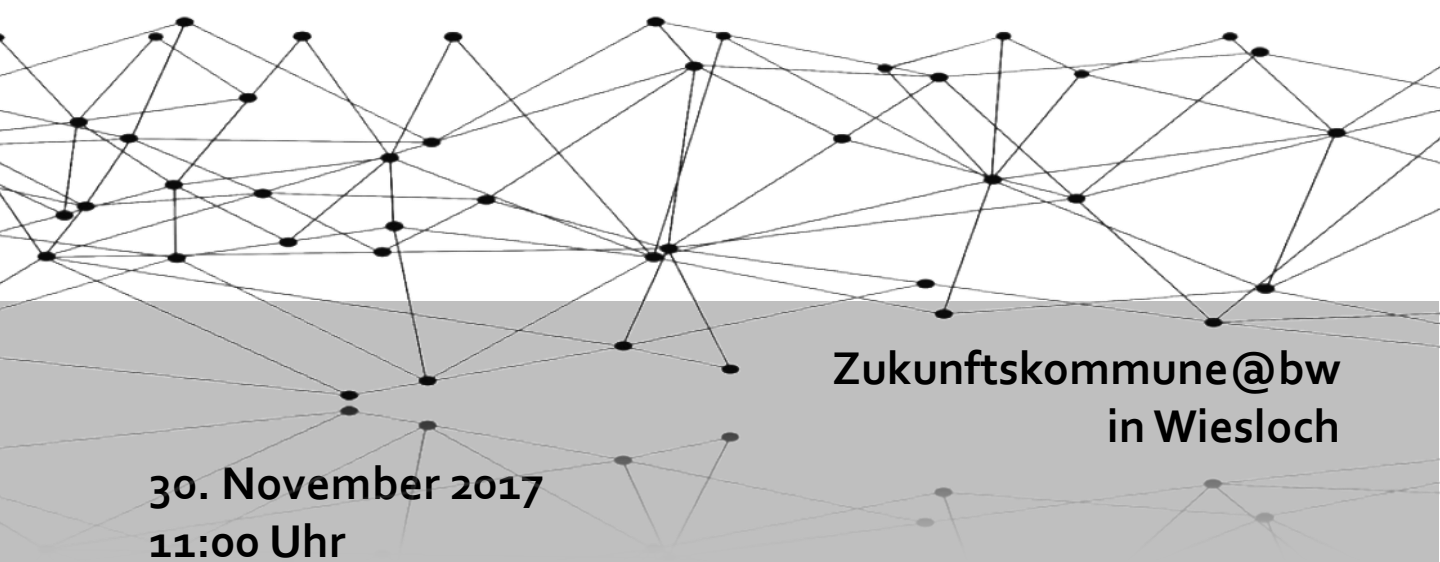 Zukunftskommune@bw
in Wiesloch
30. November 2017
11:00 Uhr